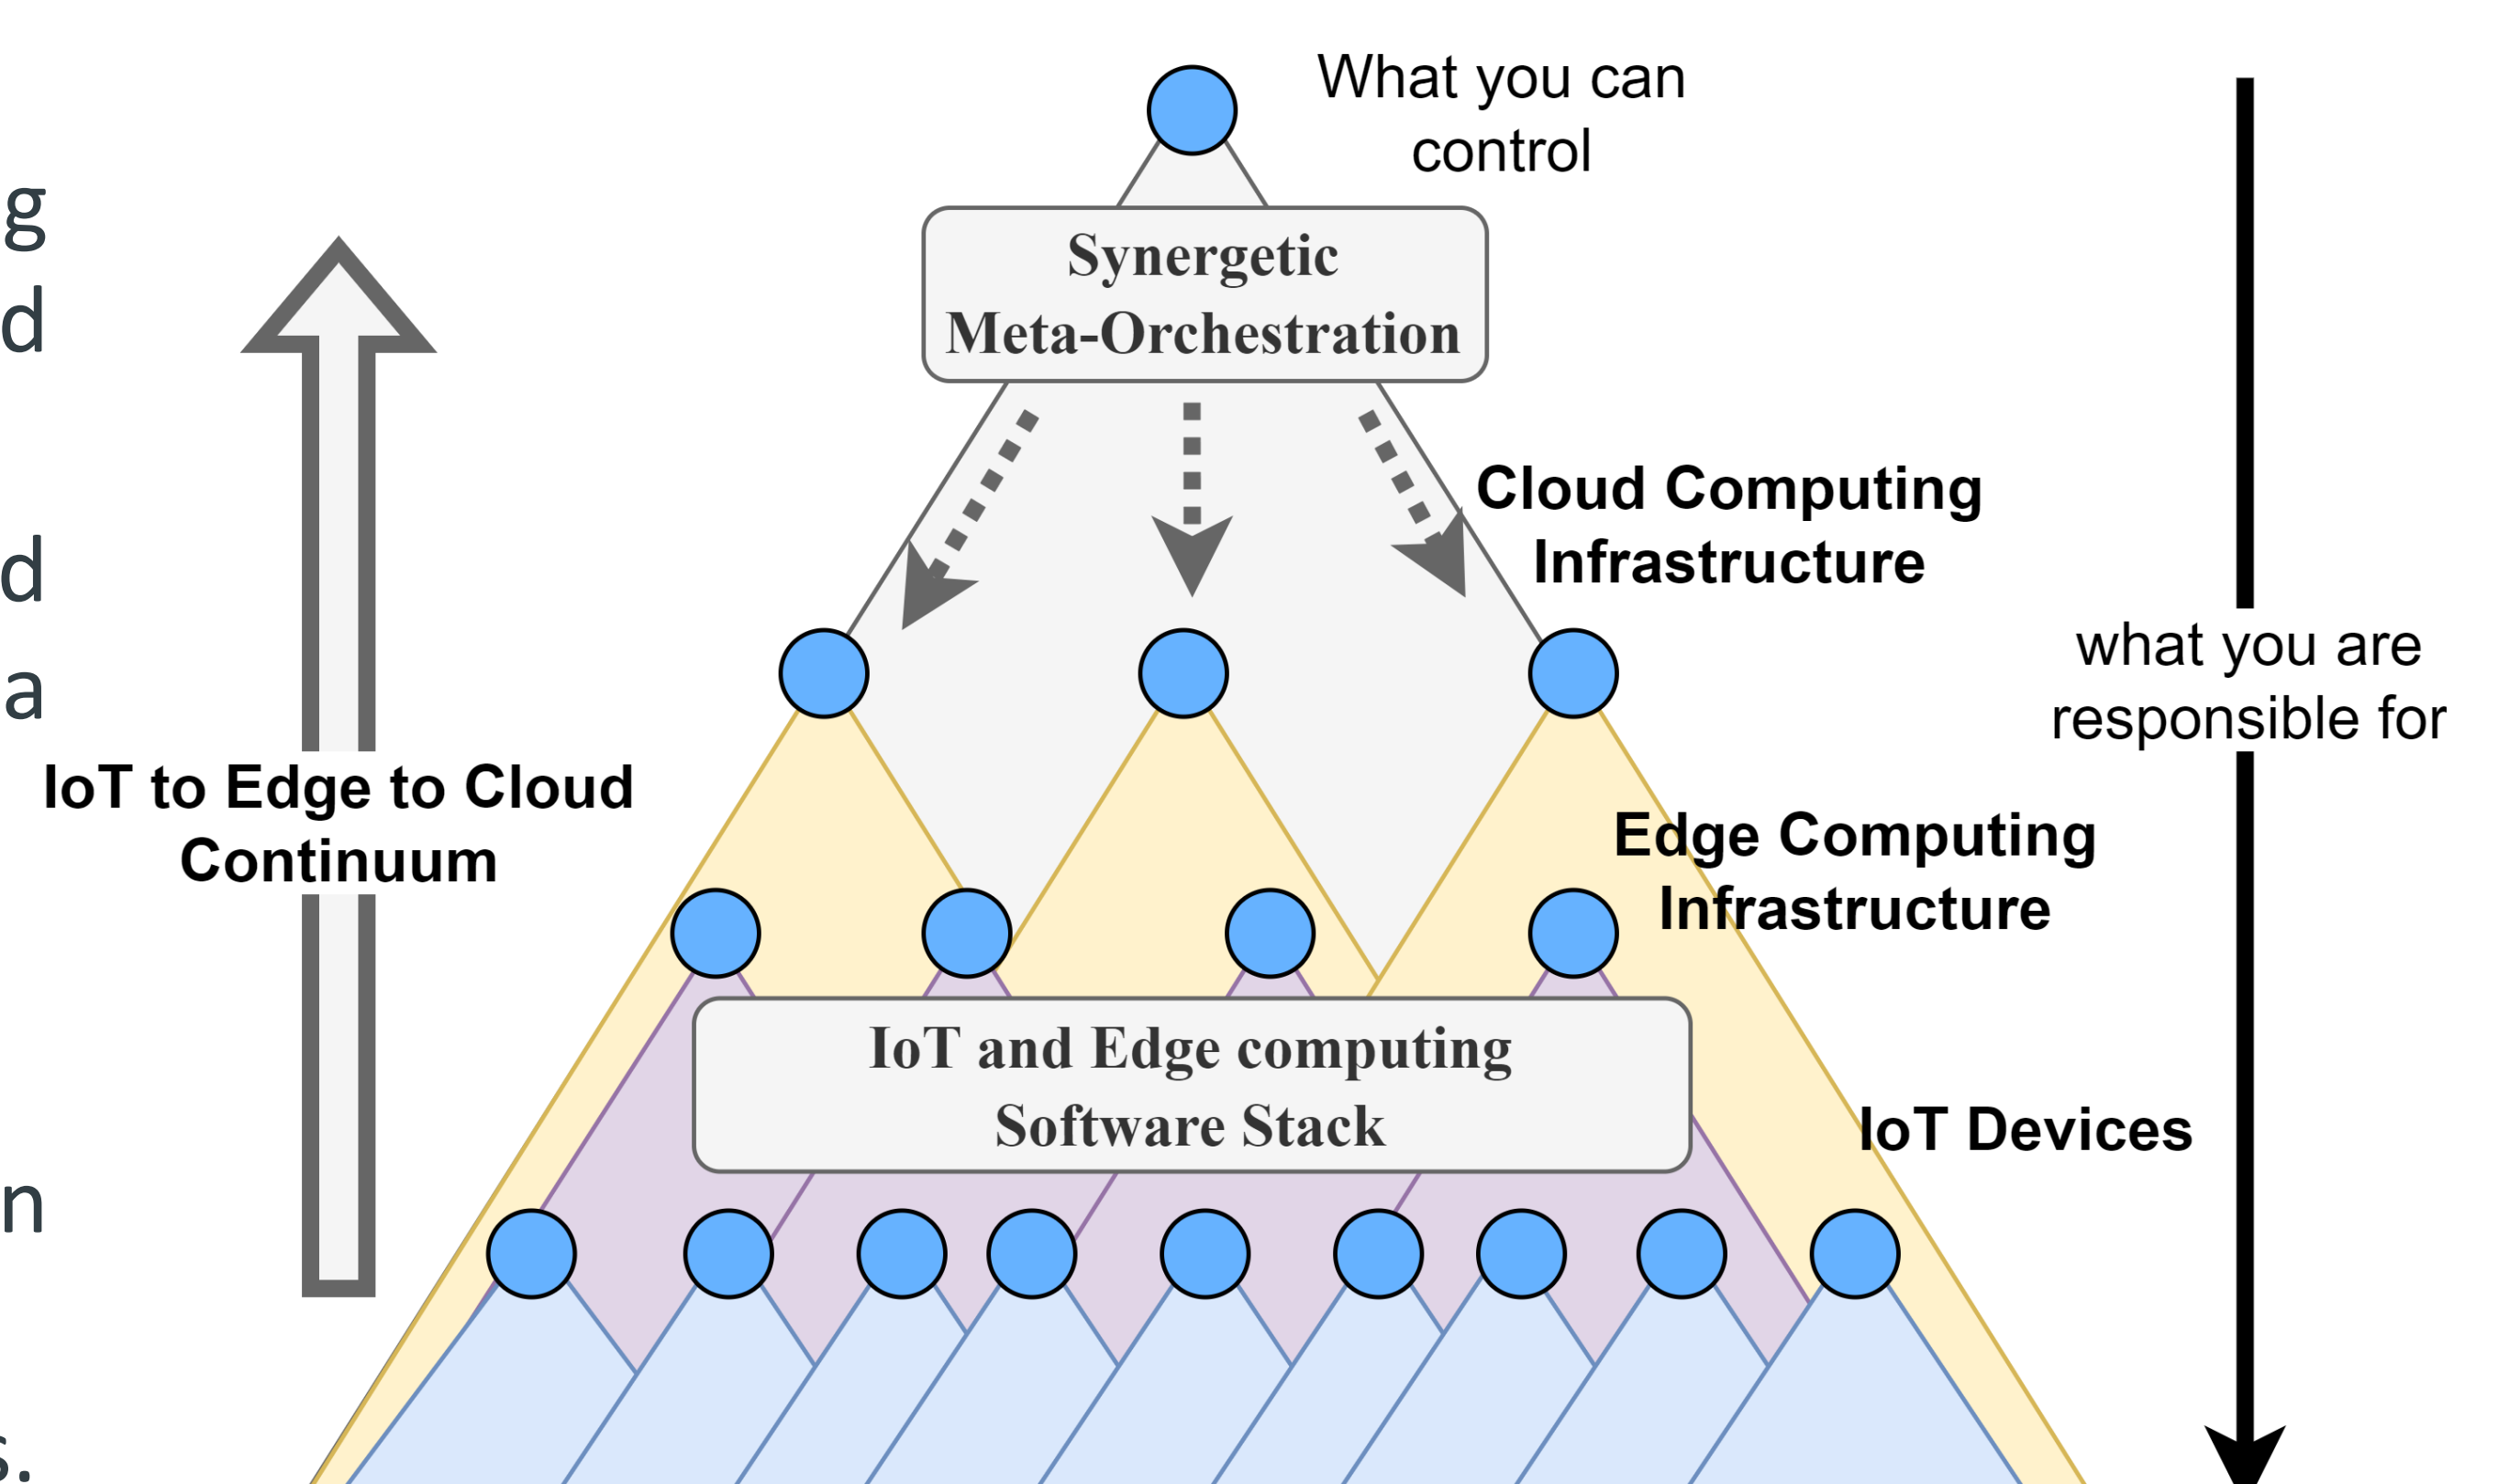 What you can
control
g
Synergetic
d
Meta-Orchestration
Cloud Computing
Infrastructure
d
what you are
a
responsible for
IoT to Edge to Cloud
Continuum
Edge Computing
Infrastructure
IoT and Edge computing
Software Stack
IoT Devices
n
s.